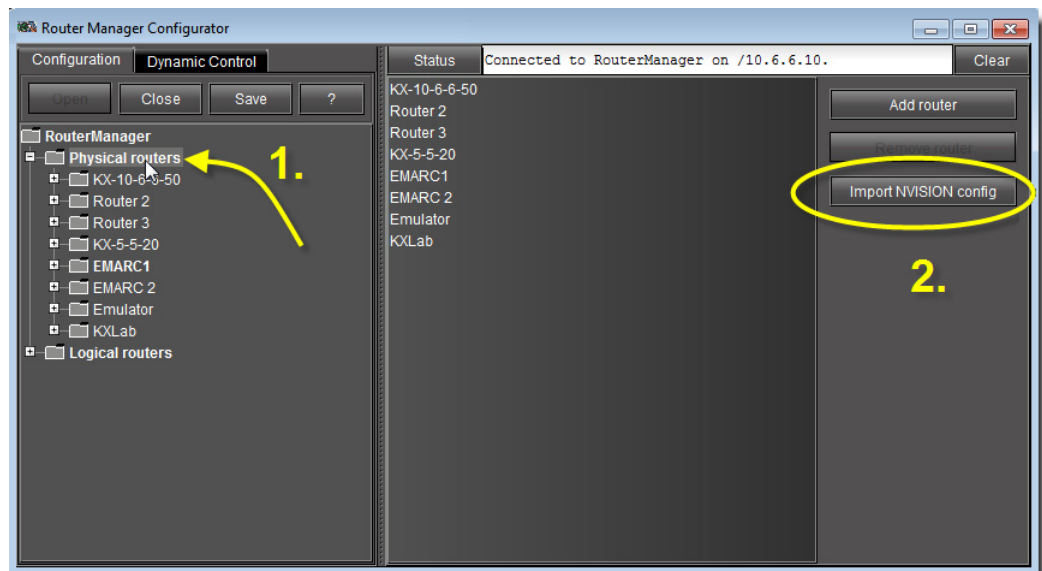 Router Manager Configurator
Configuration Dynamic Control
Status Connected to RouterManager on /10.6.6.10. Clear
Open Close Save ?
RouterManager
Physical routers
KX-10-6-6-50
Router 2
Router 3
KX-5-5-20
EMARC1
EMARC 2
Emulator
KXLab
Logical routers
1.
KX-10-6-6-50
Router 2
Router 3
KX-5-5-20
EMARC1
EMARC 2
Emulator
KXLab
Add router
Remove router
Import NVISION config
2.